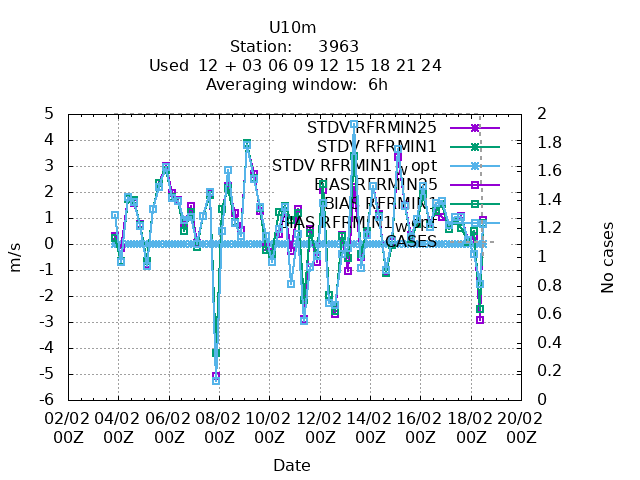 U10m
Station: 3963
Used 12 + 03 06 09 12 15 18 21 24
Averaging window: 6h
5
4
3
2
1
0
-1
-2
-3
-4
-5
-6
m/s
2
1.8
1.6
1.4
1.2
1
0.8
0.6
0.4
0.2
0
No cases
STDV RFRMIN25
STDV RFRMIN1
STDV RFRMIN1_w_opt
BIAS RFRMIN25
BIAS RFRMIN1
BIAS RFRMIN1_w_opt
CASES
02/02 04/02 06/02 08/02 10/02 12/02 14/02 16/02 18/02 20/02
00Z 00Z 00Z 00Z 00Z 00Z 00Z 00Z 00Z 00Z
Date